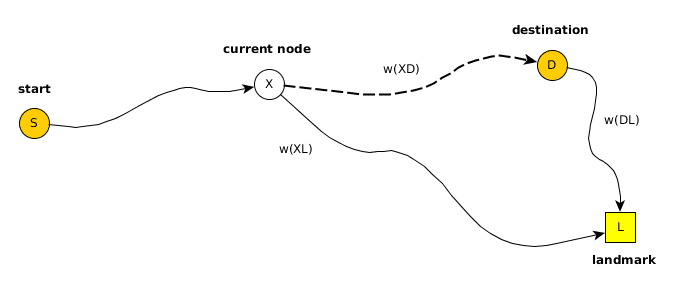 destination
current node
D
w(XD)
X
start
S
w(DL)
w(XL)
L
landmark